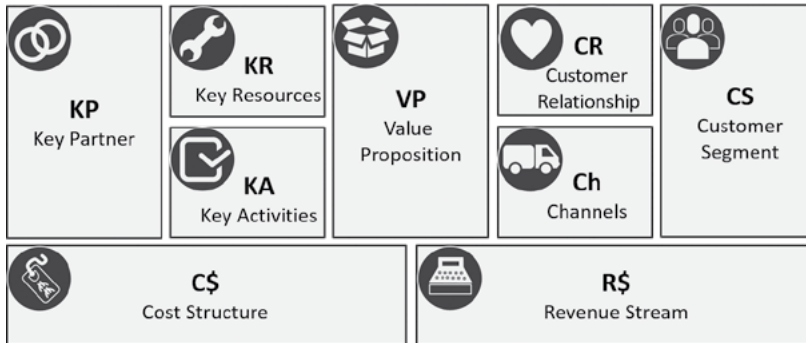 KP
Key Partner
KR
Key Resources
KA
Key Activities
VP
Value
Proposition
CR
Customer
Relationship
Ch
Channels
CS
Customer
Segment
C$
Cost Structure
€€
R$
Revenue Stream